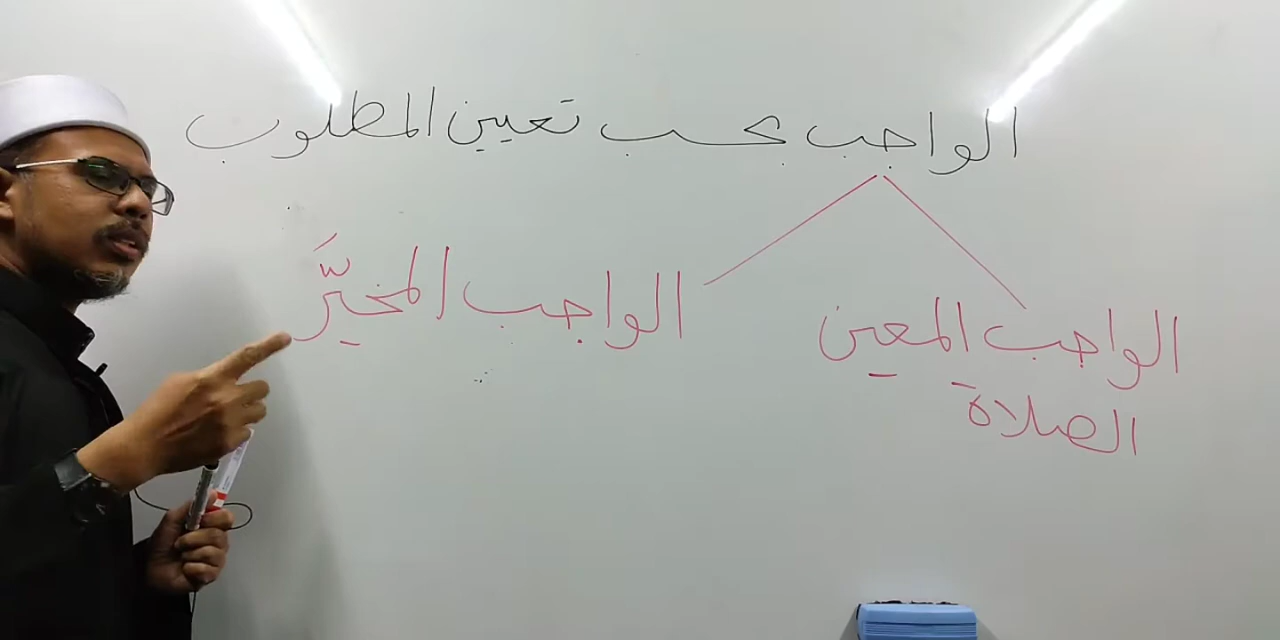 الواجب بحسب تعيين المطلوب
الواجب المعين
الواجب المخيَّر
الصلاة